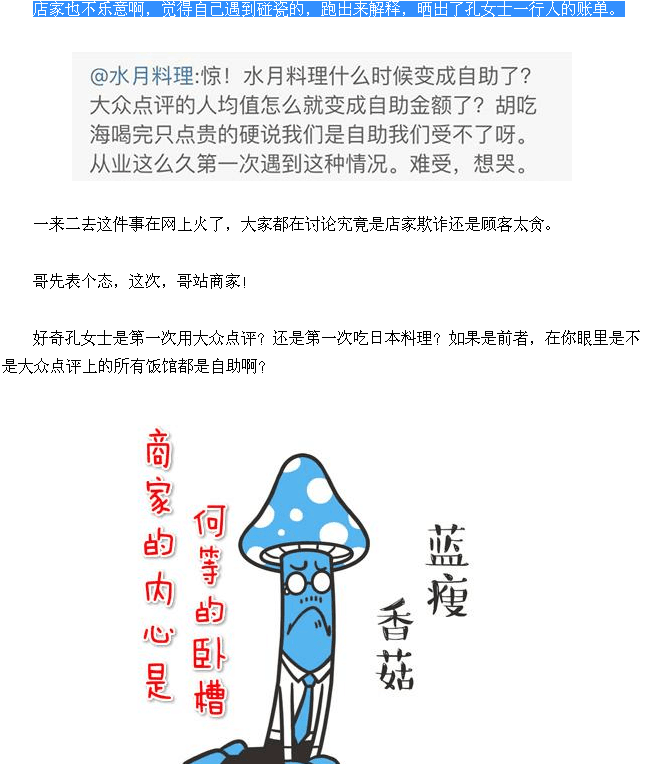 店家也不乐意啊，觉得自己遇到碰瓷的，跑出来解释，晒出了孔女士一行人的账单。
@水月料理:惊！水月料理什么时候变成自助了？
大众点评的人均值怎么就变成自助金额了？胡吃
海喝完只点贵的硬说我们是自助我们受不了呀。
从业这么久第一次遇到这种情况。难受，想哭。
一来二去这件事在网上火了，大家都在讨论究竟是店家欺诈还是顾客太贪。
哥先表个态，这次，哥站商家！
好奇孔女士是第一次用大众点评？还是第一次吃日本料理？如果是前者，在你眼里是不
是大众点评上的所有饭馆都是自助啊？
商家的内心是
何等的卧槽
蓝瘦
香菇